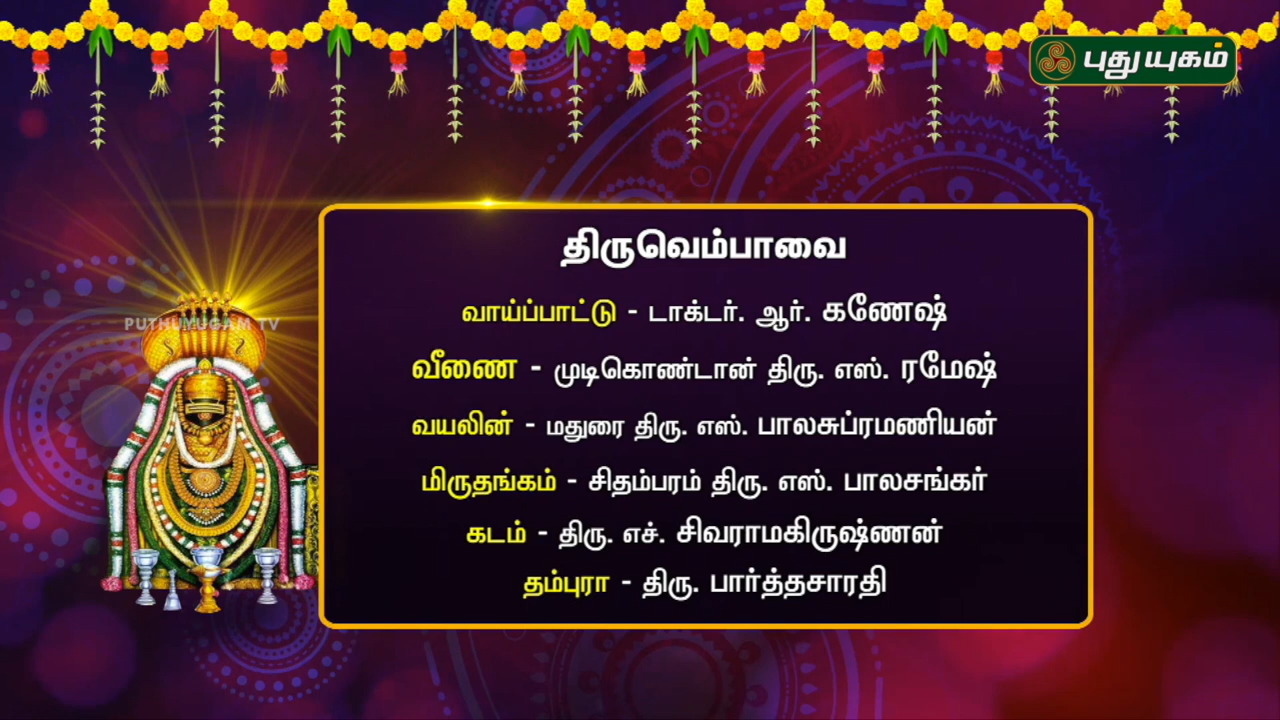 புதுயுகம்
திருவெம்பாவை
வாய்ப்பாட்டு - டாக்டர். ஆர். கணேஷ்
வீணை - முடிகொண்டான் திரு. எஸ். ரமேஷ்
PUTHUYUGAM TV
வயலின் - மதுரை திரு. எஸ். பாலசுப்ரமணியன்
மிருதங்கம் - சிதம்பரம் திரு. எஸ். பாலசங்கர்
கடம் - திரு. எச். சிவராமகிருஷ்ணன்
தம்புரா - திரு. பார்த்தசாரதி